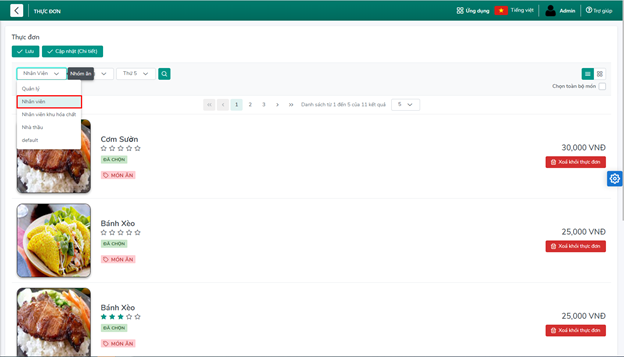 THỰC ĐƠN
Ứng dụng
Tiếng việt
Admin
Trợ giúp
Thực đơn
Lưu
Cập nhật (Chi tiết)
Nhân Viên
Nhóm ăn
Thứ 5
Quản lý
Nhân viên
Nhân viên khu hóa chất
Nhà thầu
default
Chọn toàn bộ món
1 2 3 Danh sách từ 1 đến 5 của 11 kết quả 5
Cơm Sườn
ĐÃ CHỌN
MÓN ĂN
30,000 VNĐ
Xoá khỏi thực đơn
Bánh Xèo
ĐÃ CHỌN
MÓN ĂN
25,000 VNĐ
Xoá khỏi thực đơn
Bánh Xèo
ĐÃ CHỌN
MÓN ĂN
25,000 VNĐ
Xoá khỏi thực đơn